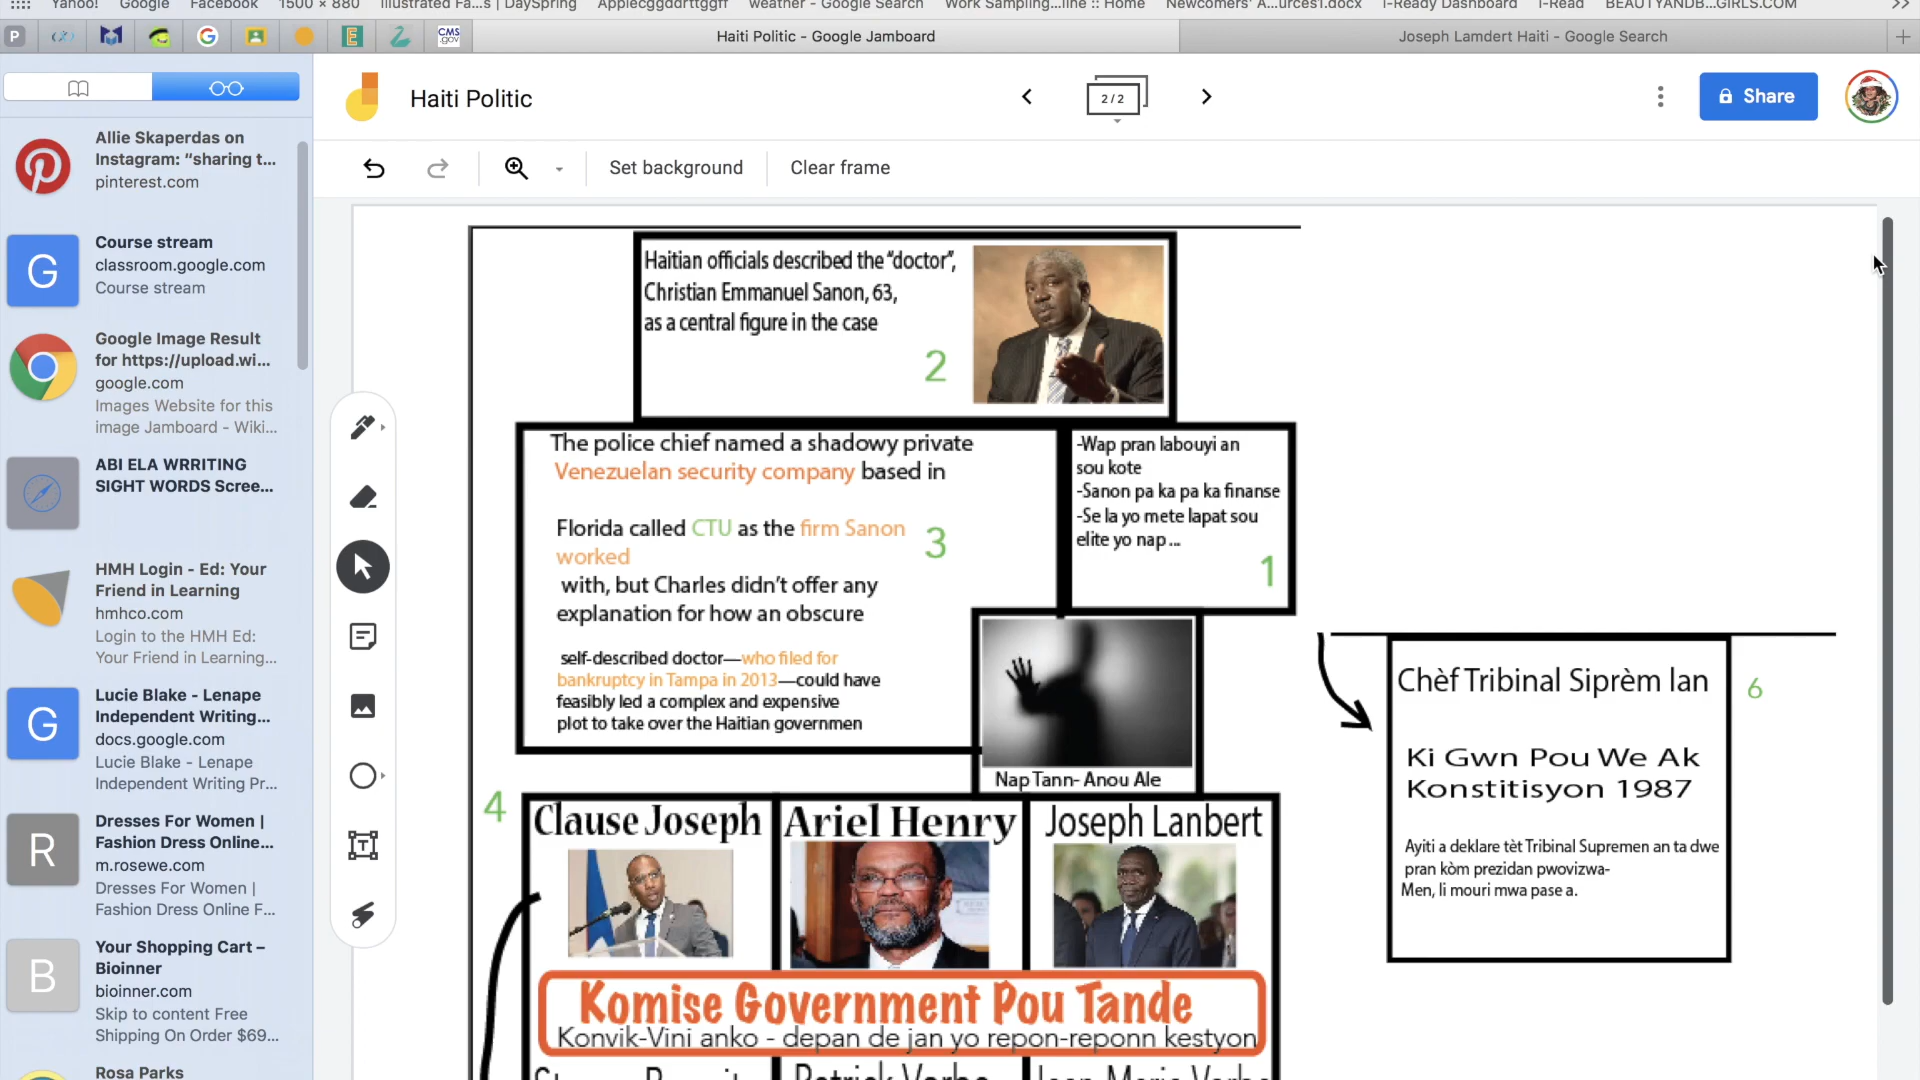 Yahoo!
Google
Facebook
1500 × 880
Illustrated Fa...s | DaySpring
Applecggddrttggff
weather - Google Search
Work Sampling...line :: Home
Newcomers' A...urces1.docx
i-Ready Dashboard
i-Read
BEAUTYANDB...GIRLS.COM
Haiti Politic - Google Jamboard
Joseph Lamdert Haiti - Google Search
Haiti Politic
2 / 2
Share
Set background
Clear frame
Allie Skaperdas on
Instagram: “sharing t...
pinterest.com
Course stream
classroom.google.com
Course stream
Google Image Result
for https://upload.wi...
google.com
Images Website for this
image Jamboard - Wiki...
ABI ELA WRRITING
SIGHT WORDS Scree...
HMH Login - Ed: Your
Friend in Learning
hmhco.com
Login to the HMH Ed:
Your Friend in Learning...
Lucie Blake - Lenape
Independent Writing...
docs.google.com
Lucie Blake - Lenape
Independent Writing Pr...
Dresses For Women |
Fashion Dress Online...
m.rosewe.com
Dresses For Women |
Fashion Dress Online F...
Your Shopping Cart –
Bioinner
bioinner.com
Skip to content Free
Shipping On Order $69...
Rosa Parks
Haitian officials described the “doctor”,
Christian Emmanuel Sanon, 63,
as a central figure in the case
2
The police chief named a shadowy private
Venezuelan security company based in
Florida called CTU as the firm Sanon
worked
with, but Charles didn’t offer any
explanation for how an obscure
3
self-described doctor—who filed for
bankruptcy in Tampa in 2013—could have
feasibly led a complex and expensive
plot to take over the Haitian governmen
-Wap pran labouyi an
sou kote
-Sanon pa ka pa ka finanse
-Se la yo mete lapat sou
elite yo nap ...
1
Nap Tann- Anou Ale
4
Clause Joseph
Ariel Henry
Joseph Lanbert
Komise Government Pou Tande
Konvik-Vini anko - depan de jan yo repon-reponn kestyon
Chèf Tribinal Siprèm lan
6
Ki Gwn Pou We Ak
Konstitisyon 1987
Ayiti a deklare tèt Tribinal Supremen an ta dwe
pran kòm prezidan pwovizwa-
Men, li mouri mwa pase a.